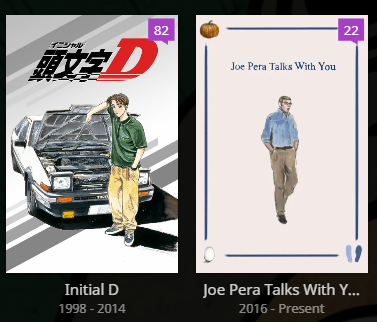 82
イニシャル
頭文字D
Initial D
1998 - 2014
22
Joe Pera Talks With You
Joe Pera Talks With Y...
2016 - Present